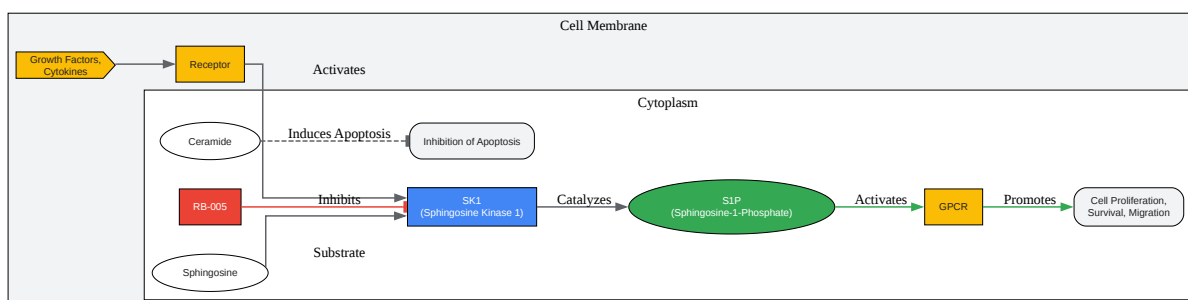 Cell Membrane
Growth Factors,
Cytokines
Receptor
Activates
Cytoplasm
Ceramide
Induces Apoptosis
Inhibition of Apoptosis
RB-005
Inhibits
SK1
(Sphingosine Kinase 1)
Catalyzes
S1P
(Sphingosine-1-Phosphate)
Activates
GPCR
Promotes
Cell Proliferation,
Survival, Migration
Substrate
Sphingosine